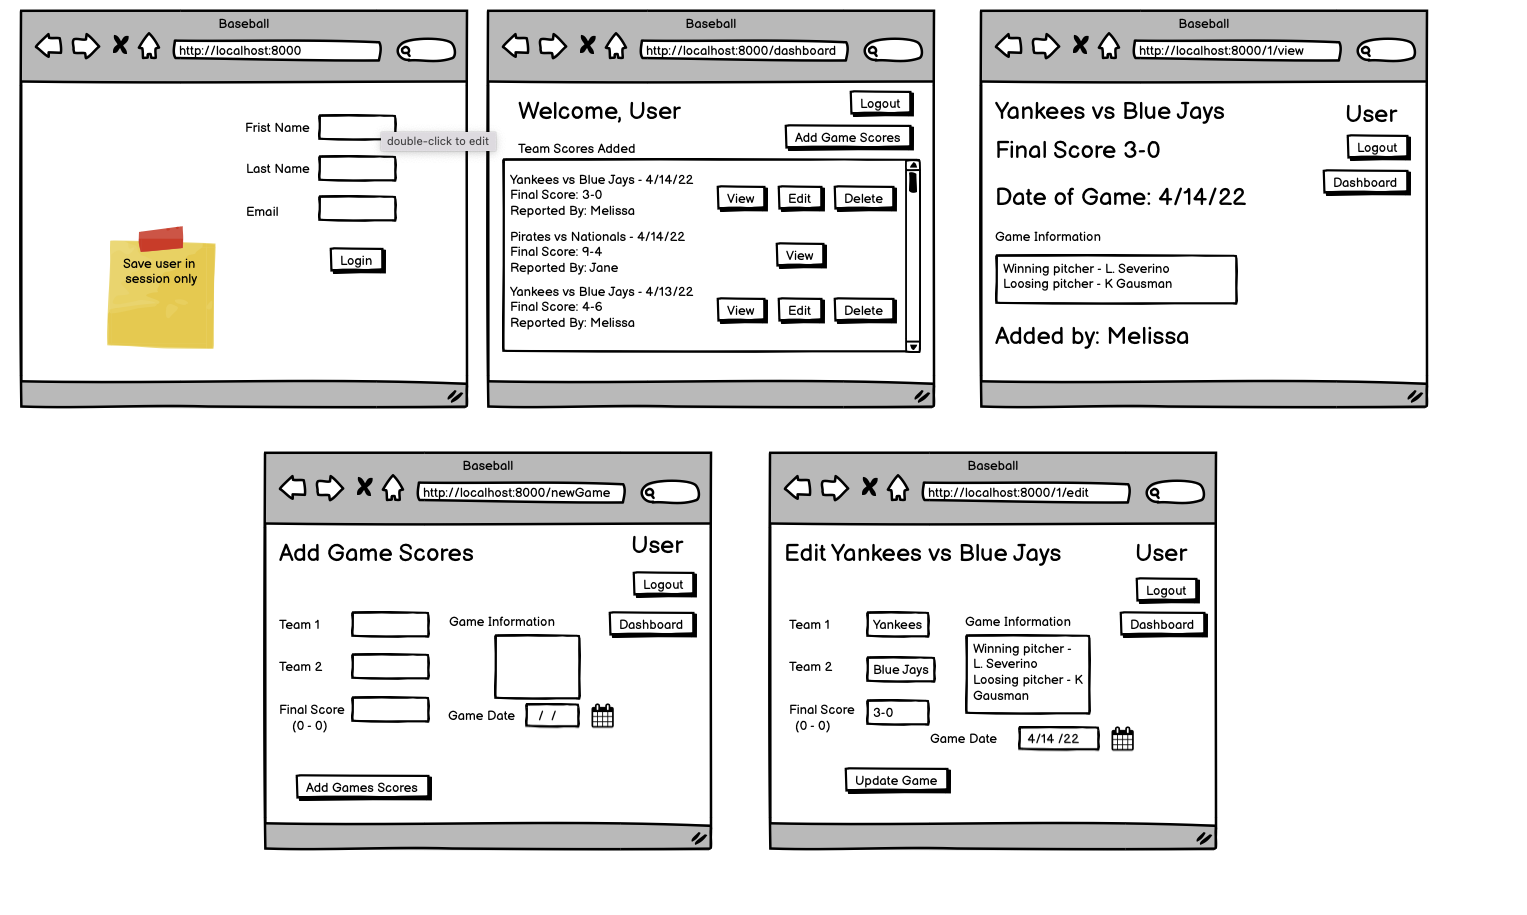 Baseball
http://localhost:8000
Frist Name
double-click to edit
Last Name
Email
Login
Save user in
session only
Baseball
http://localhost:8000/dashboard
Welcome, User
Logout
Add Game Scores
Team Scores Added
Yankees vs Blue Jays - 4/14/22
Final Score: 3-0
Reported By: Melissa
View Edit Delete
Pirates vs Nationals - 4/14/22
Final Score: 9-4
Reported By: Jane
View
Yankees vs Blue Jays - 4/13/22
Final Score: 4-6
Reported By: Melissa
View Edit Delete
Baseball
http://localhost:8000/1/view
Yankees vs Blue Jays
User
Final Score 3-0
Logout
Dashboard
Date of Game: 4/14/22
Game Information
Winning pitcher - L. Severino
Loosing pitcher - K Gausman
Added by: Melissa
Baseball
http://localhost:8000/newGame
Add Game Scores
User
Logout
Dashboard
Team 1
Team 2
Final Score
(0 - 0)
Game Information
Game Date / /
Add Games Scores
Baseball
http://localhost:8000/1/edit
Edit Yankees vs Blue Jays
User
Logout
Dashboard
Team 1 Yankees
Team 2 Blue Jays
Final Score 3-0
(0 - 0)
Game Information
Winning pitcher -
L. Severino
Loosing pitcher - K
Gausman
Game Date 4/14 /22
Update Game